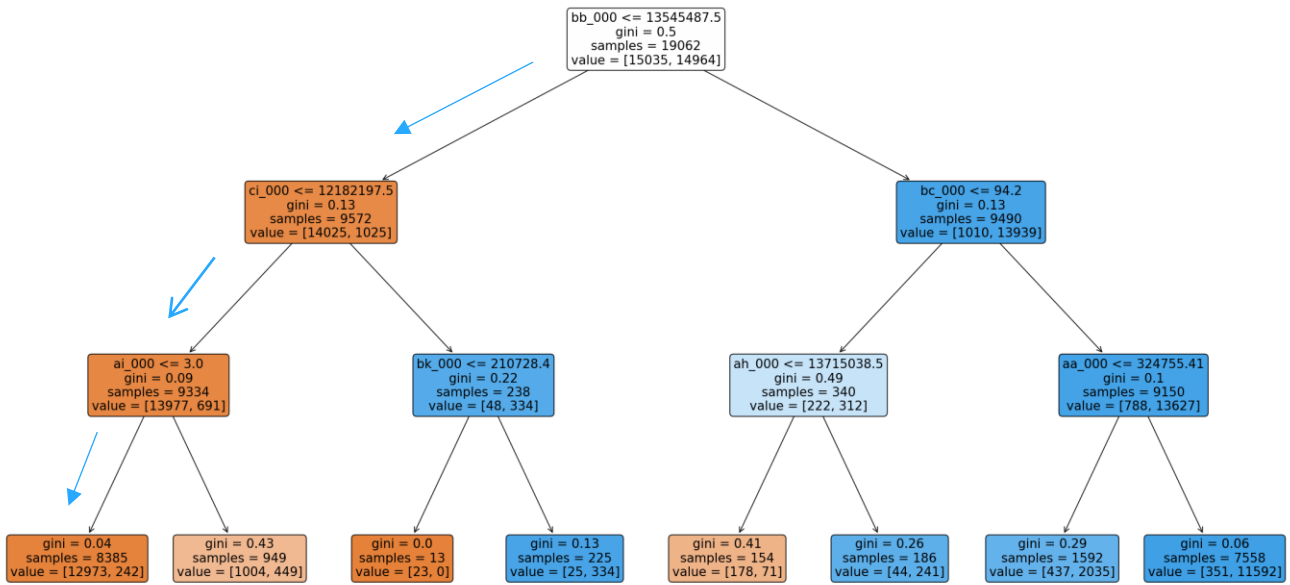 bb_000 <= 13545487.5
gini = 0.5
samples = 19062
value = [15035, 14964]
ci_000 <= 12182197.5
gini = 0.13
samples = 9572
value = [14025, 1025]
bc_000 <= 94.2
gini = 0.13
samples = 9490
value = [1010, 13939]
ai_000 <= 3.0
gini = 0.09
samples = 9334
value = [13977, 691]
bk_000 <= 210728.4
gini = 0.22
samples = 238
value = [48, 334]
ah_000 <= 13715038.5
gini = 0.49
samples = 340
value = [222, 312]
aa_000 <= 324755.41
gini = 0.1
samples = 9150
value = [788, 13627]
gini = 0.04
samples = 8385
value = [12973, 242]
gini = 0.43
samples = 949
value = [1004, 449]
gini = 0.0
samples = 13
value = [23, 0]
gini = 0.13
samples = 225
value = [25, 334]
gini = 0.41
samples = 154
value = [178, 71]
gini = 0.26
samples = 186
value = [44, 241]
gini = 0.29
samples = 1592
value = [437, 2035]
gini = 0.06
samples = 7558
value = [351, 11592]